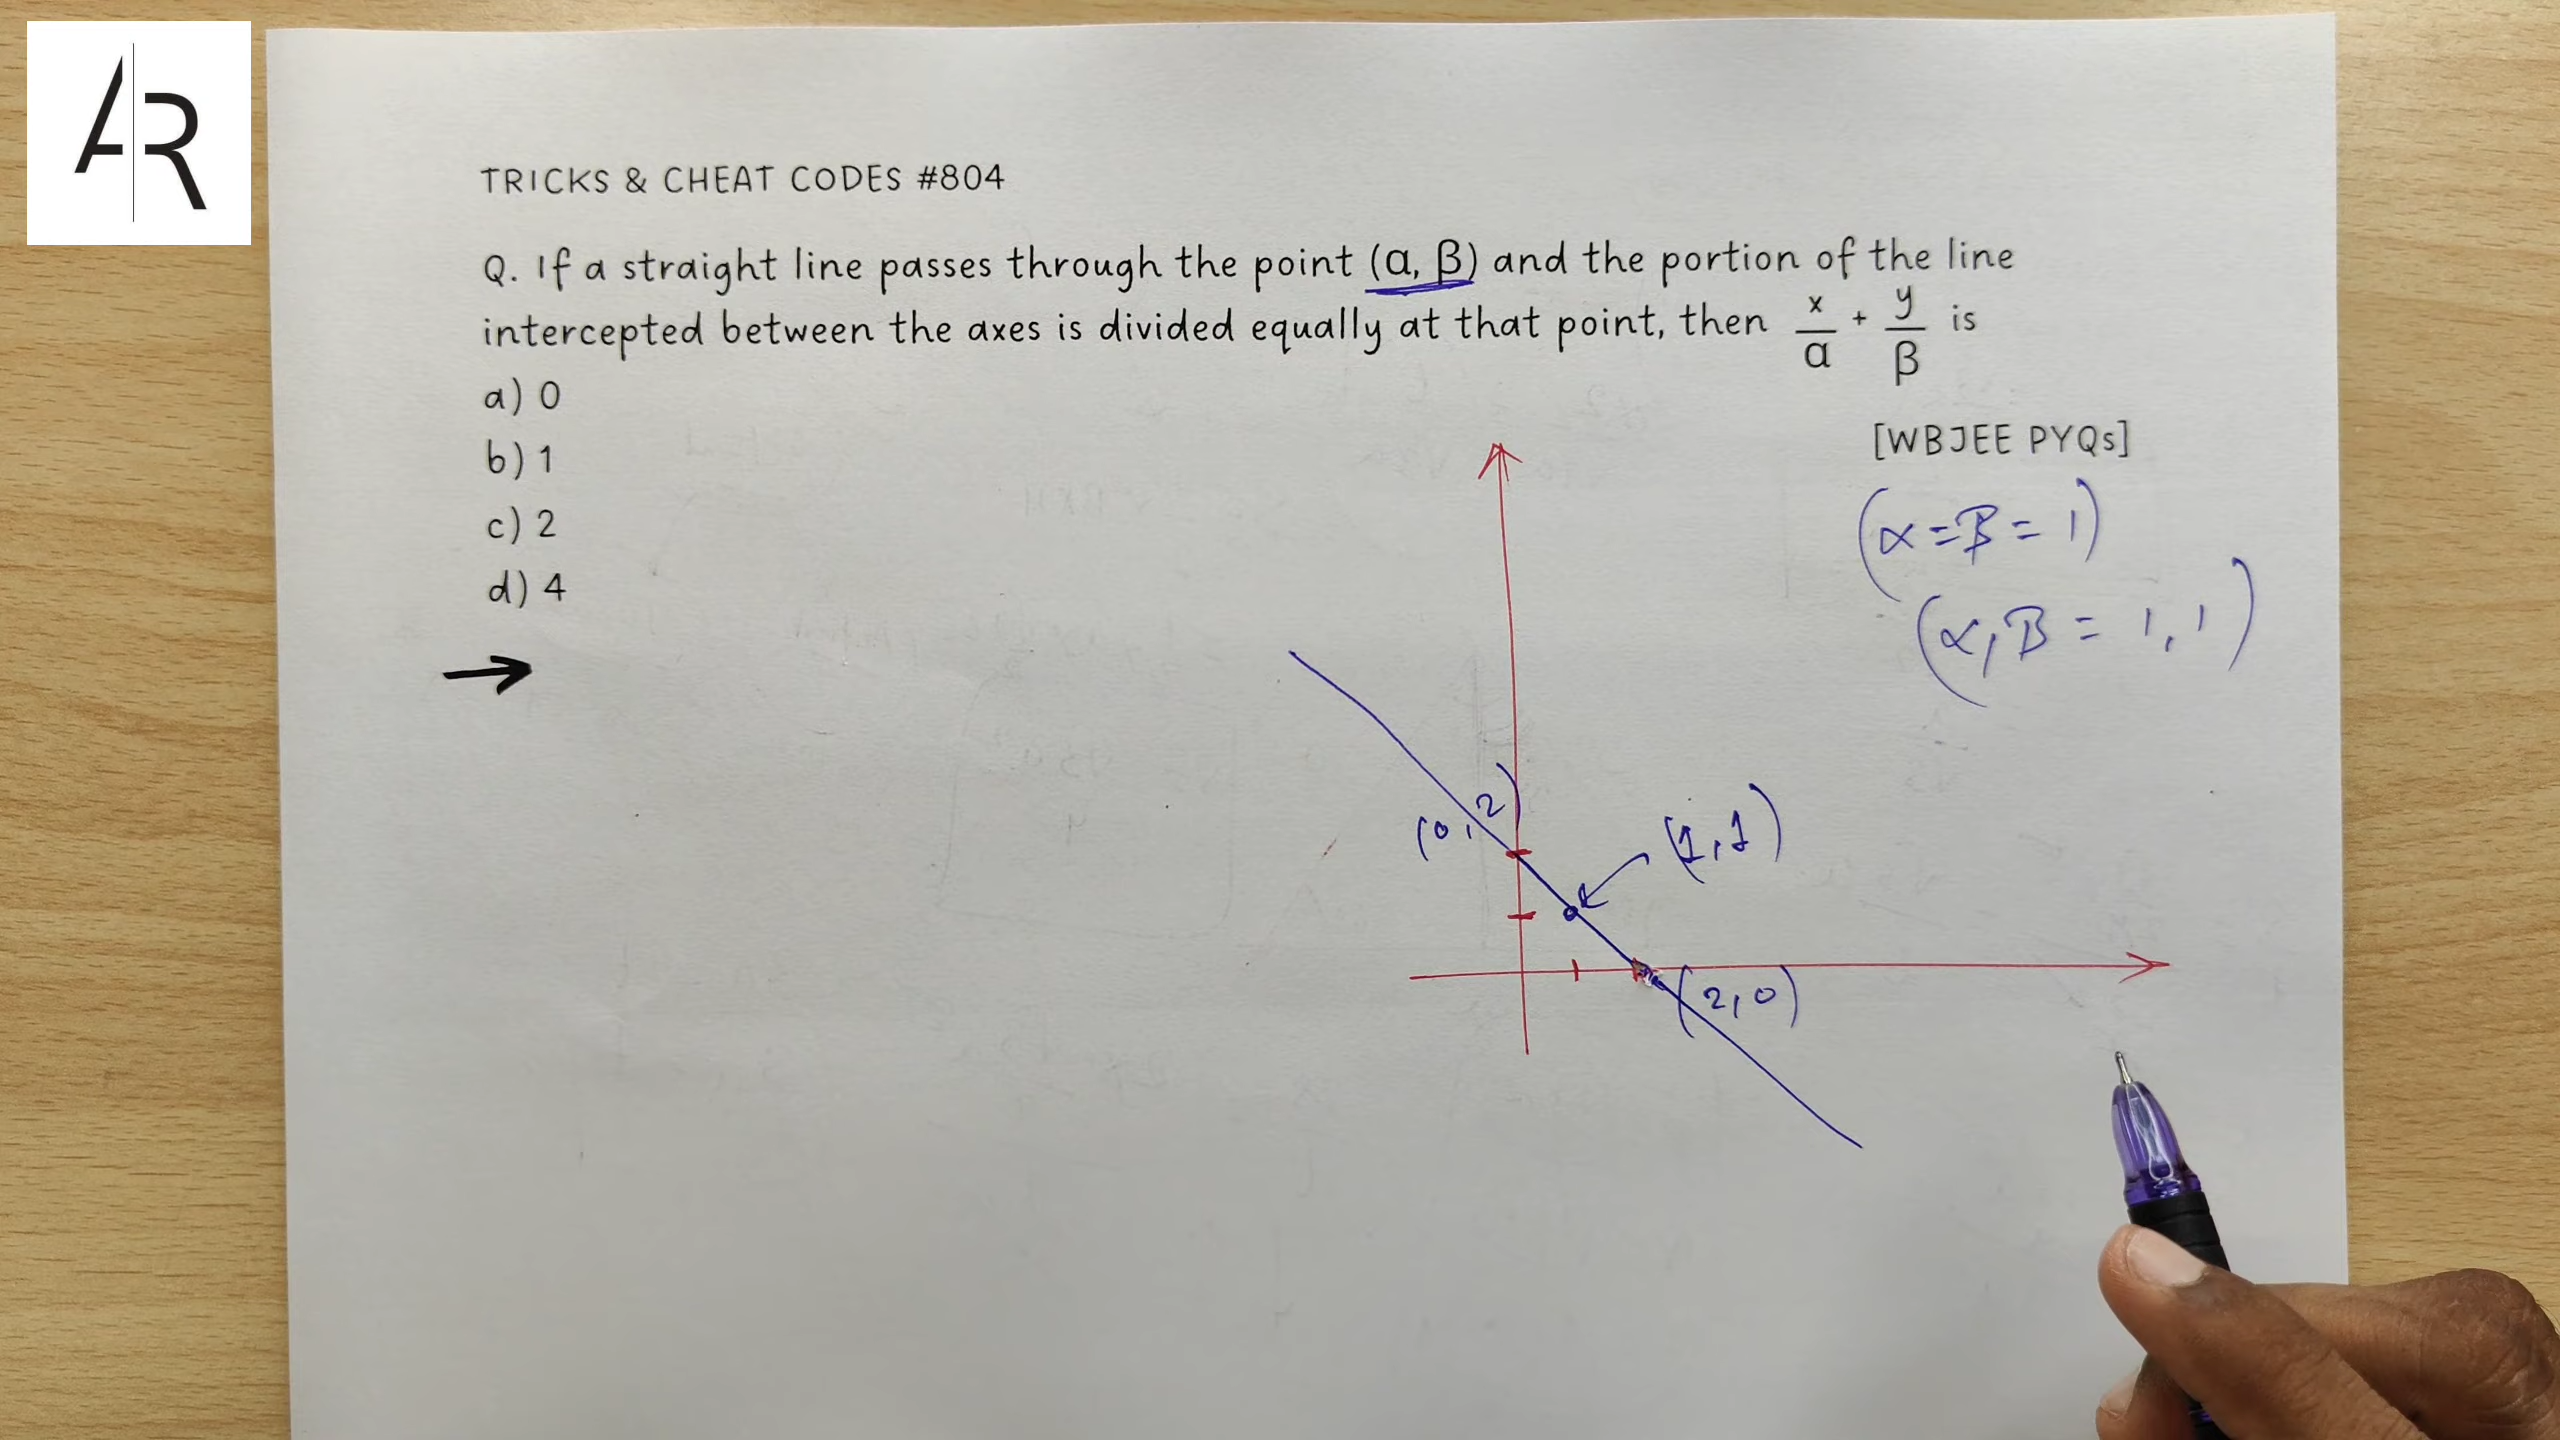 AR
TRICKS & CHEAT CODES #804
Q. If a straight line passes through the point (α, β) and the portion of the line
intercepted between the axes is divided equally at that point, then x/α + y/β is
a) 0
b) 1
c) 2
d) 4
[WBJEE PYQs]
(α = β = 1)
(α, β = 1, 1)
→
(0, 2)
(1, 1)
(2, 0)